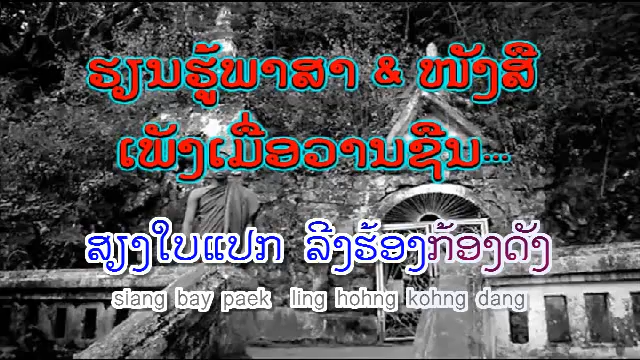 ຮຽນຮູ້ພາສາ & ໜັງສື
ເພັງເມື່ອວານຊືນ...
ສຽງໃບແປກ ລີງຮ້ອງກ້ອງດັງ
siang bay paek ling hohng kohng dang